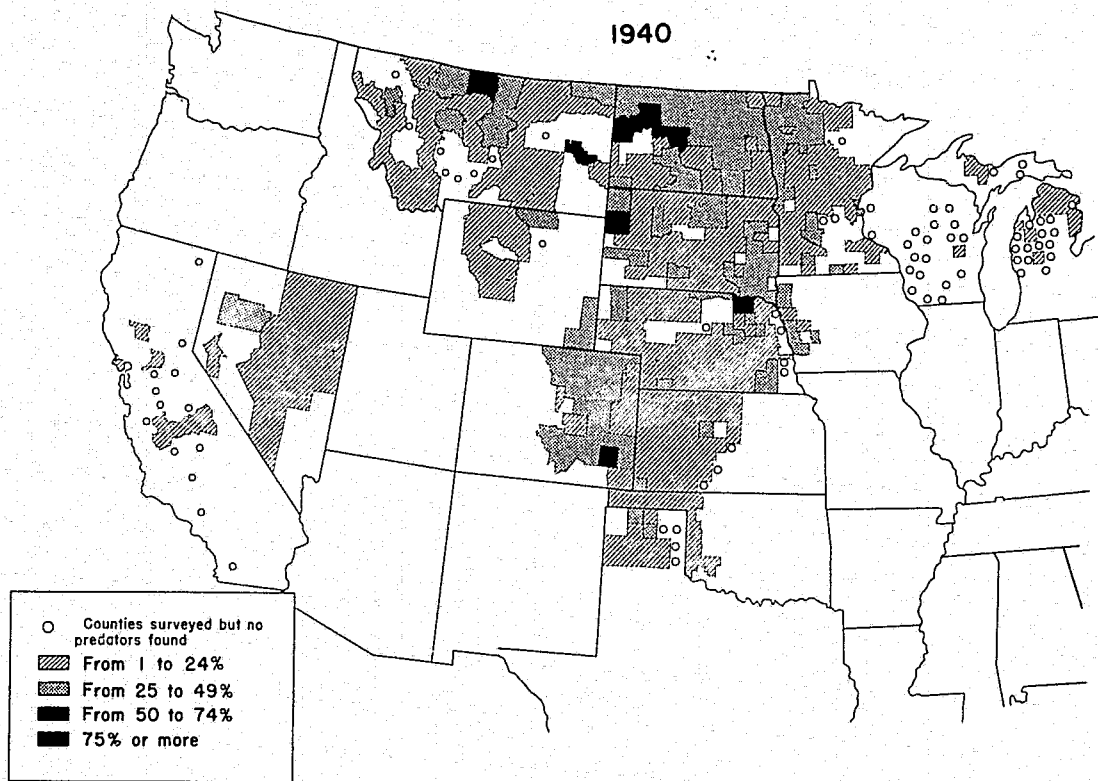 1940
Counties surveyed but no
predators found
From 1 to 24%
From 25 to 49%
From 50 to 74%
75% or more